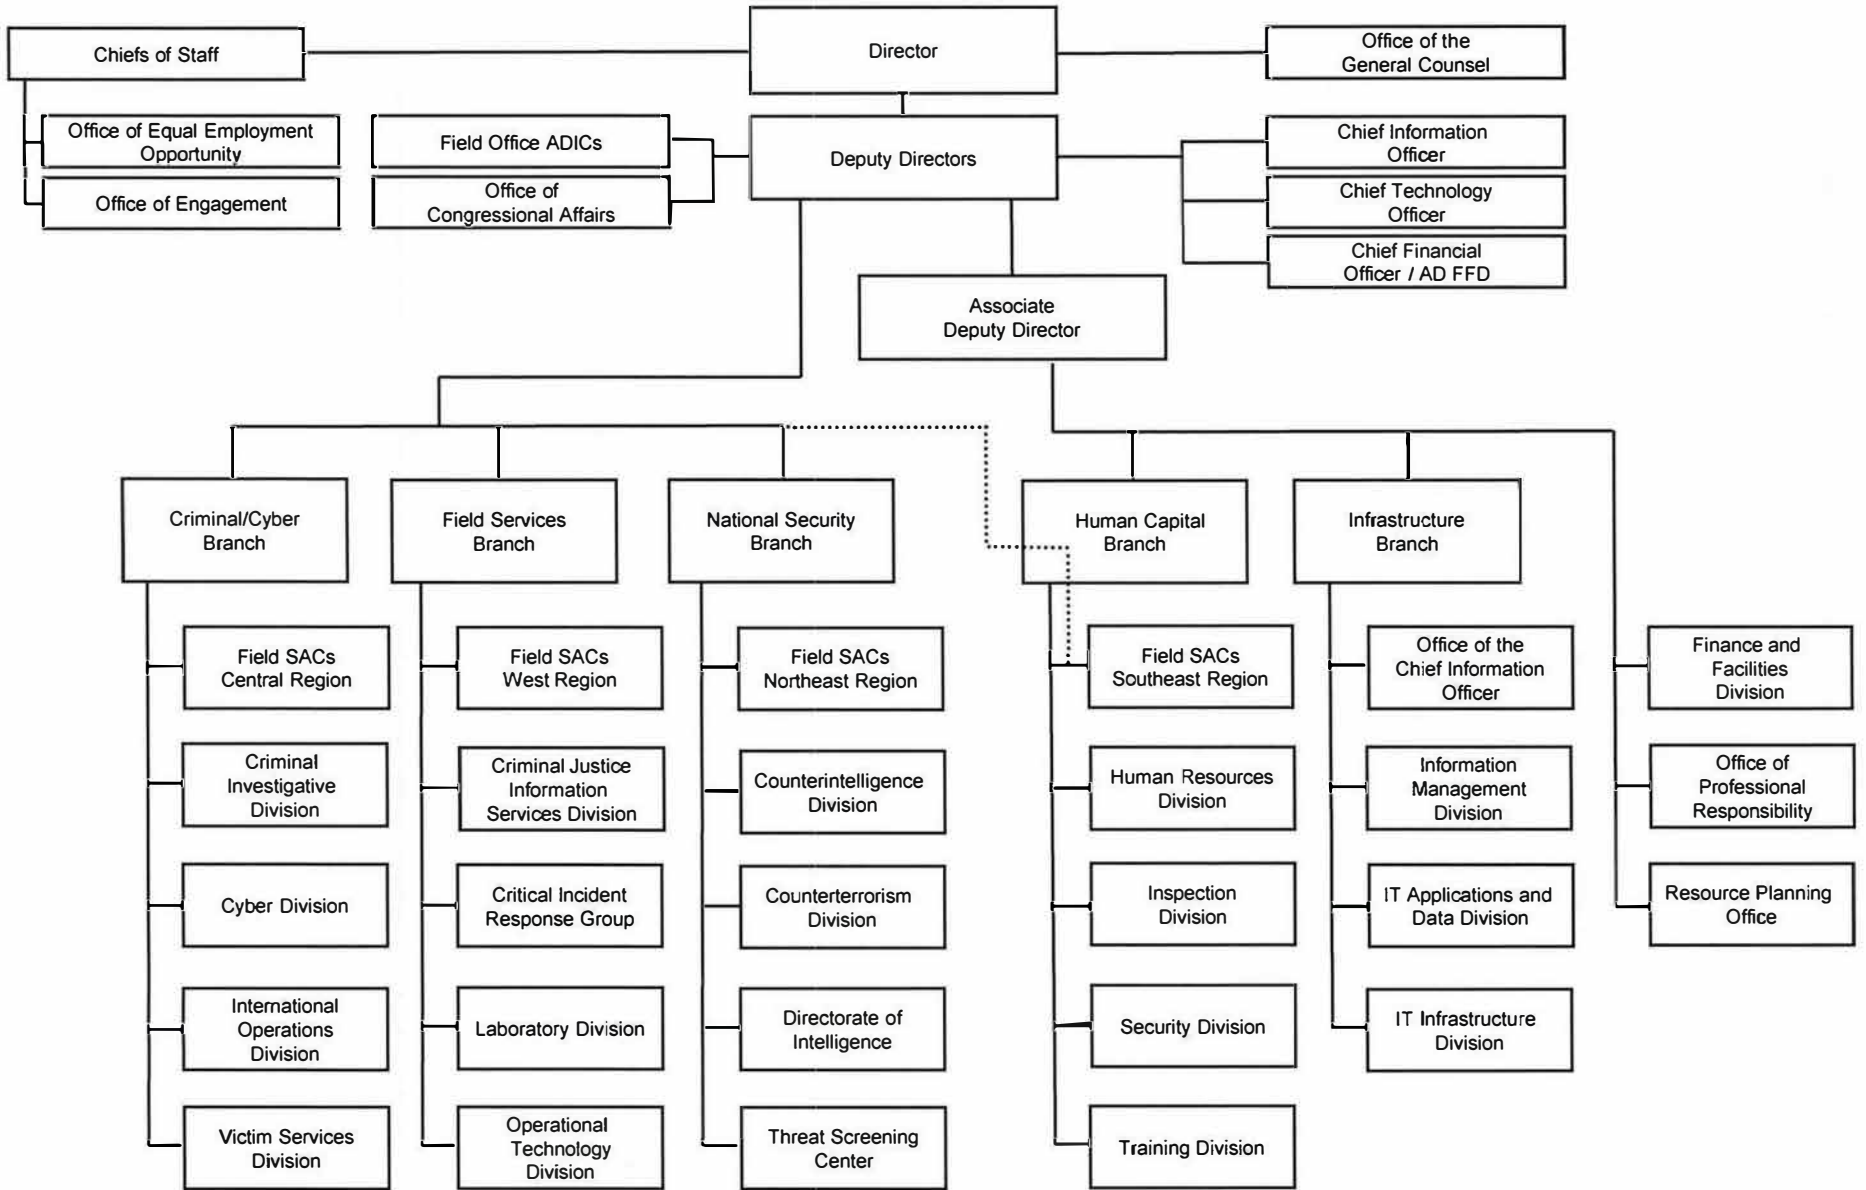 Chiefs of Staff
Director
Office of the
General Counsel
Office of Equal Employment
Opportunity
Office of Engagement
Field Office ADICs
Office of
Congressional Affairs
Deputy Directors
Chief Information
Officer
Chief Technology
Officer
Chief Financial
Officer / AD FFD
Associate
Deputy Director
Criminal/Cyber
Branch
Field Services
Branch
National Security
Branch
Human Capital
Branch
Infrastructure
Branch
Field SACs
Central Region
Criminal
Investigative
Division
Cyber Division
International
Operations
Division
Victim Services
Division
Field SACs
West Region
Criminal Justice
Information
Services Division
Critical Incident
Response Group
Laboratory Division
Operational
Technology
Division
Field SACs
Northeast Region
Counterintelligence
Division
Counterterrorism
Division
Directorate of
Intelligence
Threat Screening
Center
Field SACs
Southeast Region
Human Resources
Division
Inspection
Division
Security Division
Training Division
Office of the
Chief Information
Officer
Information
Management
Division
IT Applications and
Data Division
IT Infrastructure
Division
Finance and
Facilities
Division
Office of
Professional
Responsibility
Resource Planning
Office